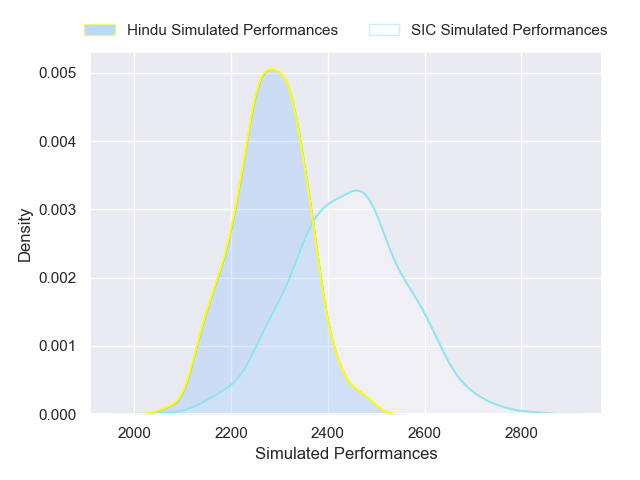 Hindu Simulated Performances
SIC Simulated Performances
0.005
0.004
0.003
0.002
0.001
0.000
Density
2000
2200
2400
2600
2800
Simulated Performances